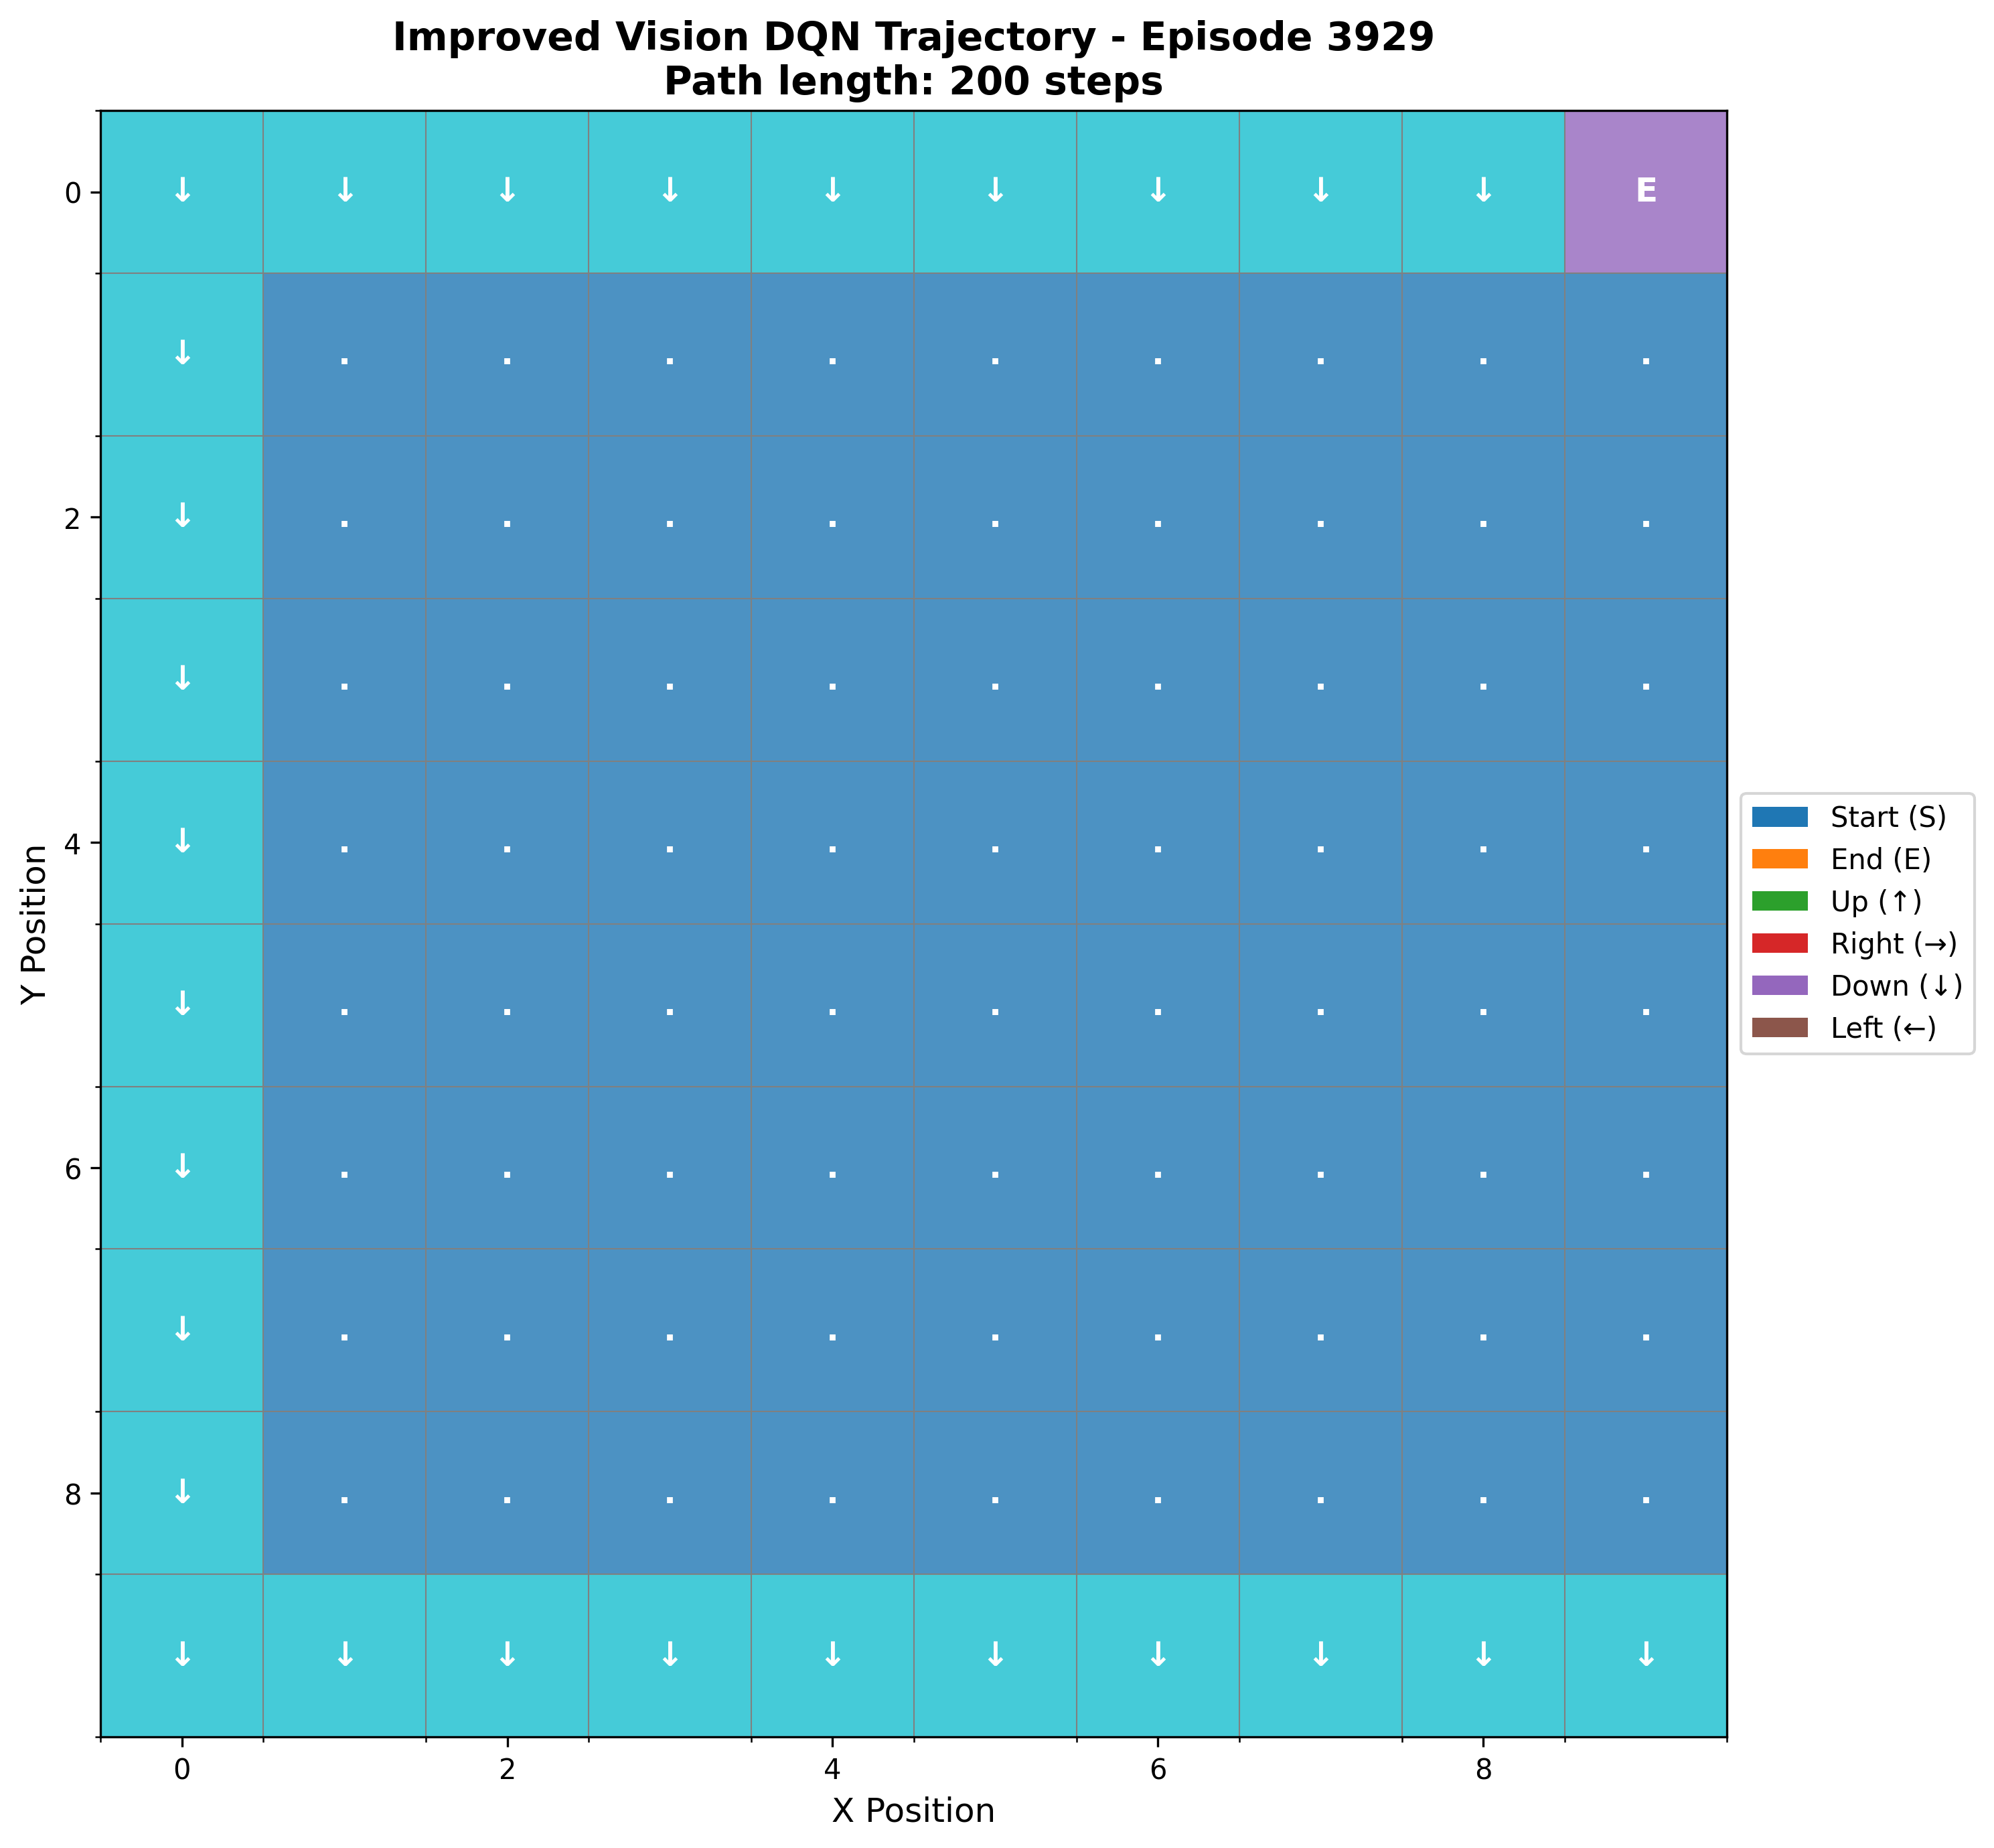 Improved Vision DQN Trajectory - Episode 3929
Path length: 200 steps
0 ↓ ↓ ↓ ↓ ↓ ↓ ↓ ↓ ↓ E
↓ . . . . . . . . .
2 ↓ . . . . . . . . .
↓ . . . . . . . . .
4 ↓ . . . . . . . . .
↓ . . . . . . . . .
6 ↓ . . . . . . . . .
↓ . . . . . . . . .
8 ↓ . . . . . . . . .
↓ ↓ ↓ ↓ ↓ ↓ ↓ ↓ ↓ ↓
0 2 4 6 8
X Position
Y Position
Start (S)
End (E)
Up (↑)
Right (→)
Down (↓)
Left (←)